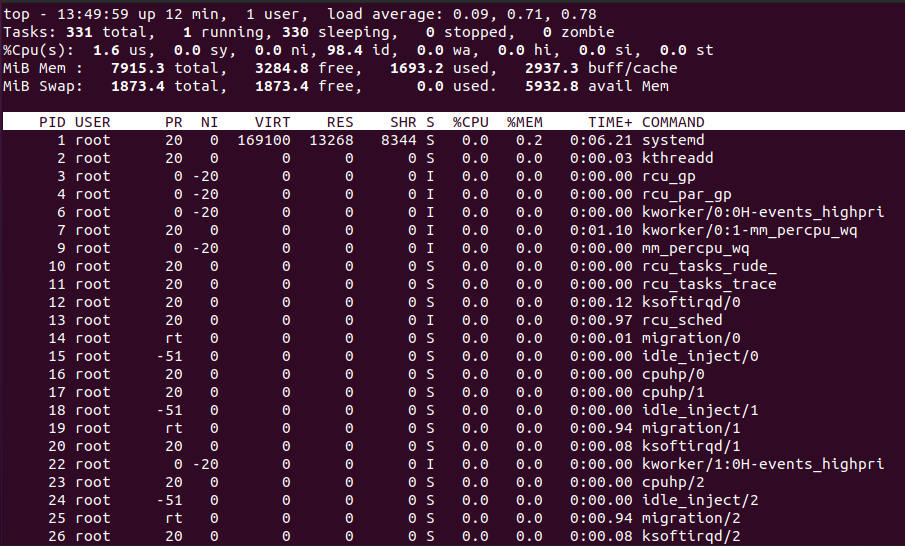 top - 13:49:59 up 12 min,  1 user,  load average: 0.09, 0.71, 0.78
Tasks: 331 total,   1 running, 330 sleeping,   0 stopped,   0 zombie
%Cpu(s):  1.6 us,  0.0 sy,  0.0 ni, 98.4 id,  0.0 wa,  0.0 hi,  0.0 si,  0.0 st
MiB Mem :   7915.3 total,   3284.8 free,   1693.2 used,   2937.3 buff/cache
MiB Swap:   1873.4 total,   1873.4 free,      0.0 used.   5932.8 avail Mem
    PID USER      PR  NI    VIRT    RES    SHR S  %CPU  %MEM     TIME+ COMMAND
      1 root      20   0  169100  13268   8344 S   0.0   0.2   0:06.21 systemd
      2 root      20   0       0      0      0 S   0.0   0.0   0:00.03 kthreadd
      3 root       0 -20       0      0      0 I   0.0   0.0   0:00.00 rcu_gp
      4 root       0 -20       0      0      0 I   0.0   0.0   0:00.00 rcu_par_gp
      6 root       0 -20       0      0      0 I   0.0   0.0   0:00.00 kworker/0:0H-events_highpri
      7 root      20   0       0      0      0 I   0.0   0.0   0:01.10 kworker/0:1-mm_percpu_wq
      9 root       0 -20       0      0      0 I   0.0   0.0   0:00.00 mm_percpu_wq
     10 root      20   0       0      0      0 S   0.0   0.0   0:00.00 rcu_tasks_rude_
     11 root      20   0       0      0      0 S   0.0   0.0   0:00.00 rcu_tasks_trace
     12 root      20   0       0      0      0 S   0.0   0.0   0:00.12 ksoftirqd/0
     13 root      20   0       0      0      0 I   0.0   0.0   0:00.97 rcu_sched
     14 root      rt   0       0      0      0 S   0.0   0.0   0:00.01 migration/0
     15 root     -51   0       0      0      0 S   0.0   0.0   0:00.00 idle_inject/0
     16 root      20   0       0      0      0 S   0.0   0.0   0:00.00 cpuhp/0
     17 root      20   0       0      0      0 S   0.0   0.0   0:00.00 cpuhp/1
     18 root     -51   0       0      0      0 S   0.0   0.0   0:00.00 idle_inject/1
     19 root      rt   0       0      0      0 S   0.0   0.0   0:00.94 migration/1
     20 root      20   0       0      0      0 S   0.0   0.0   0:00.08 ksoftirqd/1
     22 root       0 -20       0      0      0 I   0.0   0.0   0:00.00 kworker/1:0H-events_highpri
     23 root      20   0       0      0      0 S   0.0   0.0   0:00.00 cpuhp/2
     24 root     -51   0       0      0      0 S   0.0   0.0   0:00.00 idle_inject/2
     25 root      rt   0       0      0      0 S   0.0   0.0   0:00.94 migration/2
     26 root      20   0       0      0      0 S   0.0   0.0   0:00.08 ksoftirqd/2